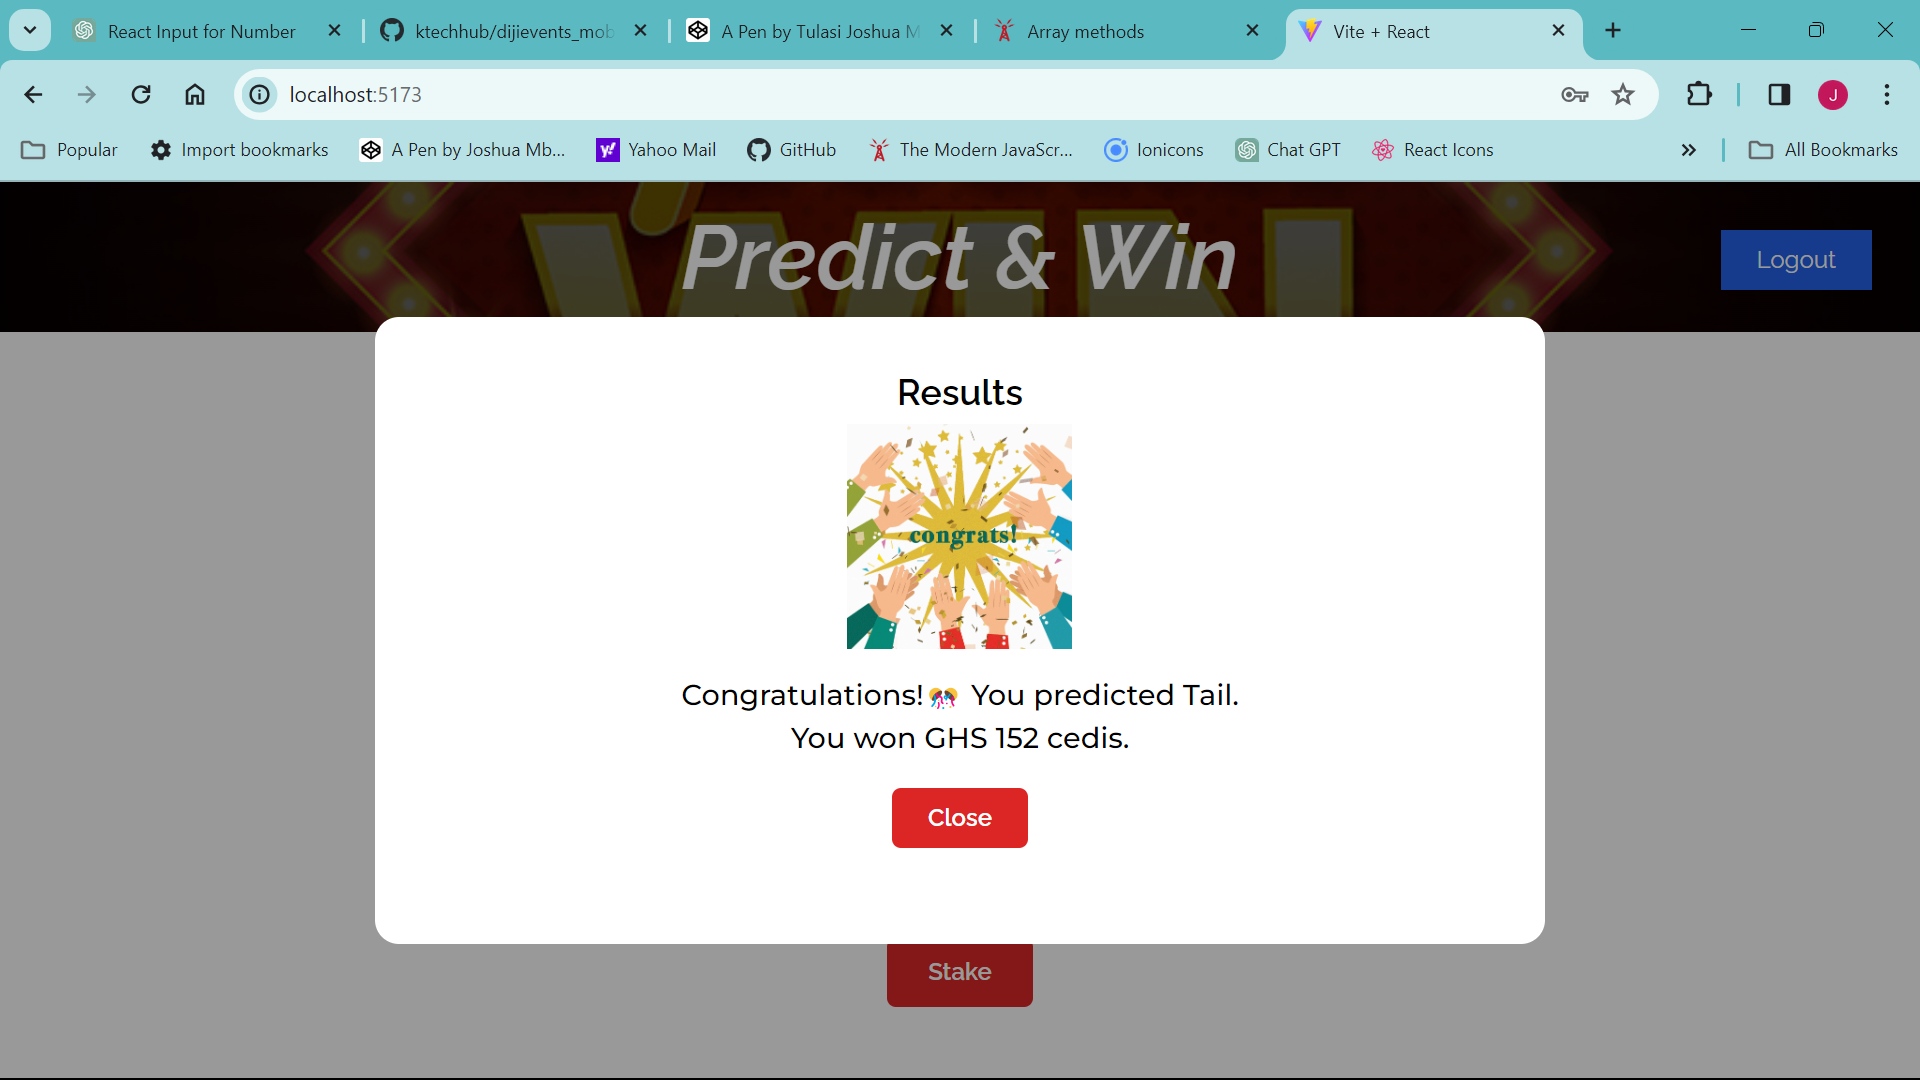 React Input for Number
ktechhub/dijievents_mob
A Pen by Tulasi Joshua M
Array methods
Vite + React
localhost:5173
J
Popular
Import bookmarks
A Pen by Joshua Mb...
Yahoo Mail
GitHub
The Modern JavaScr...
Ionicons
Chat GPT
React Icons
All Bookmarks
WIN
Predict & Win
Logout
Results
congrats!
Congratulations!🎊 You predicted Tail.
You won GHS 152 cedis.
Close
Stake